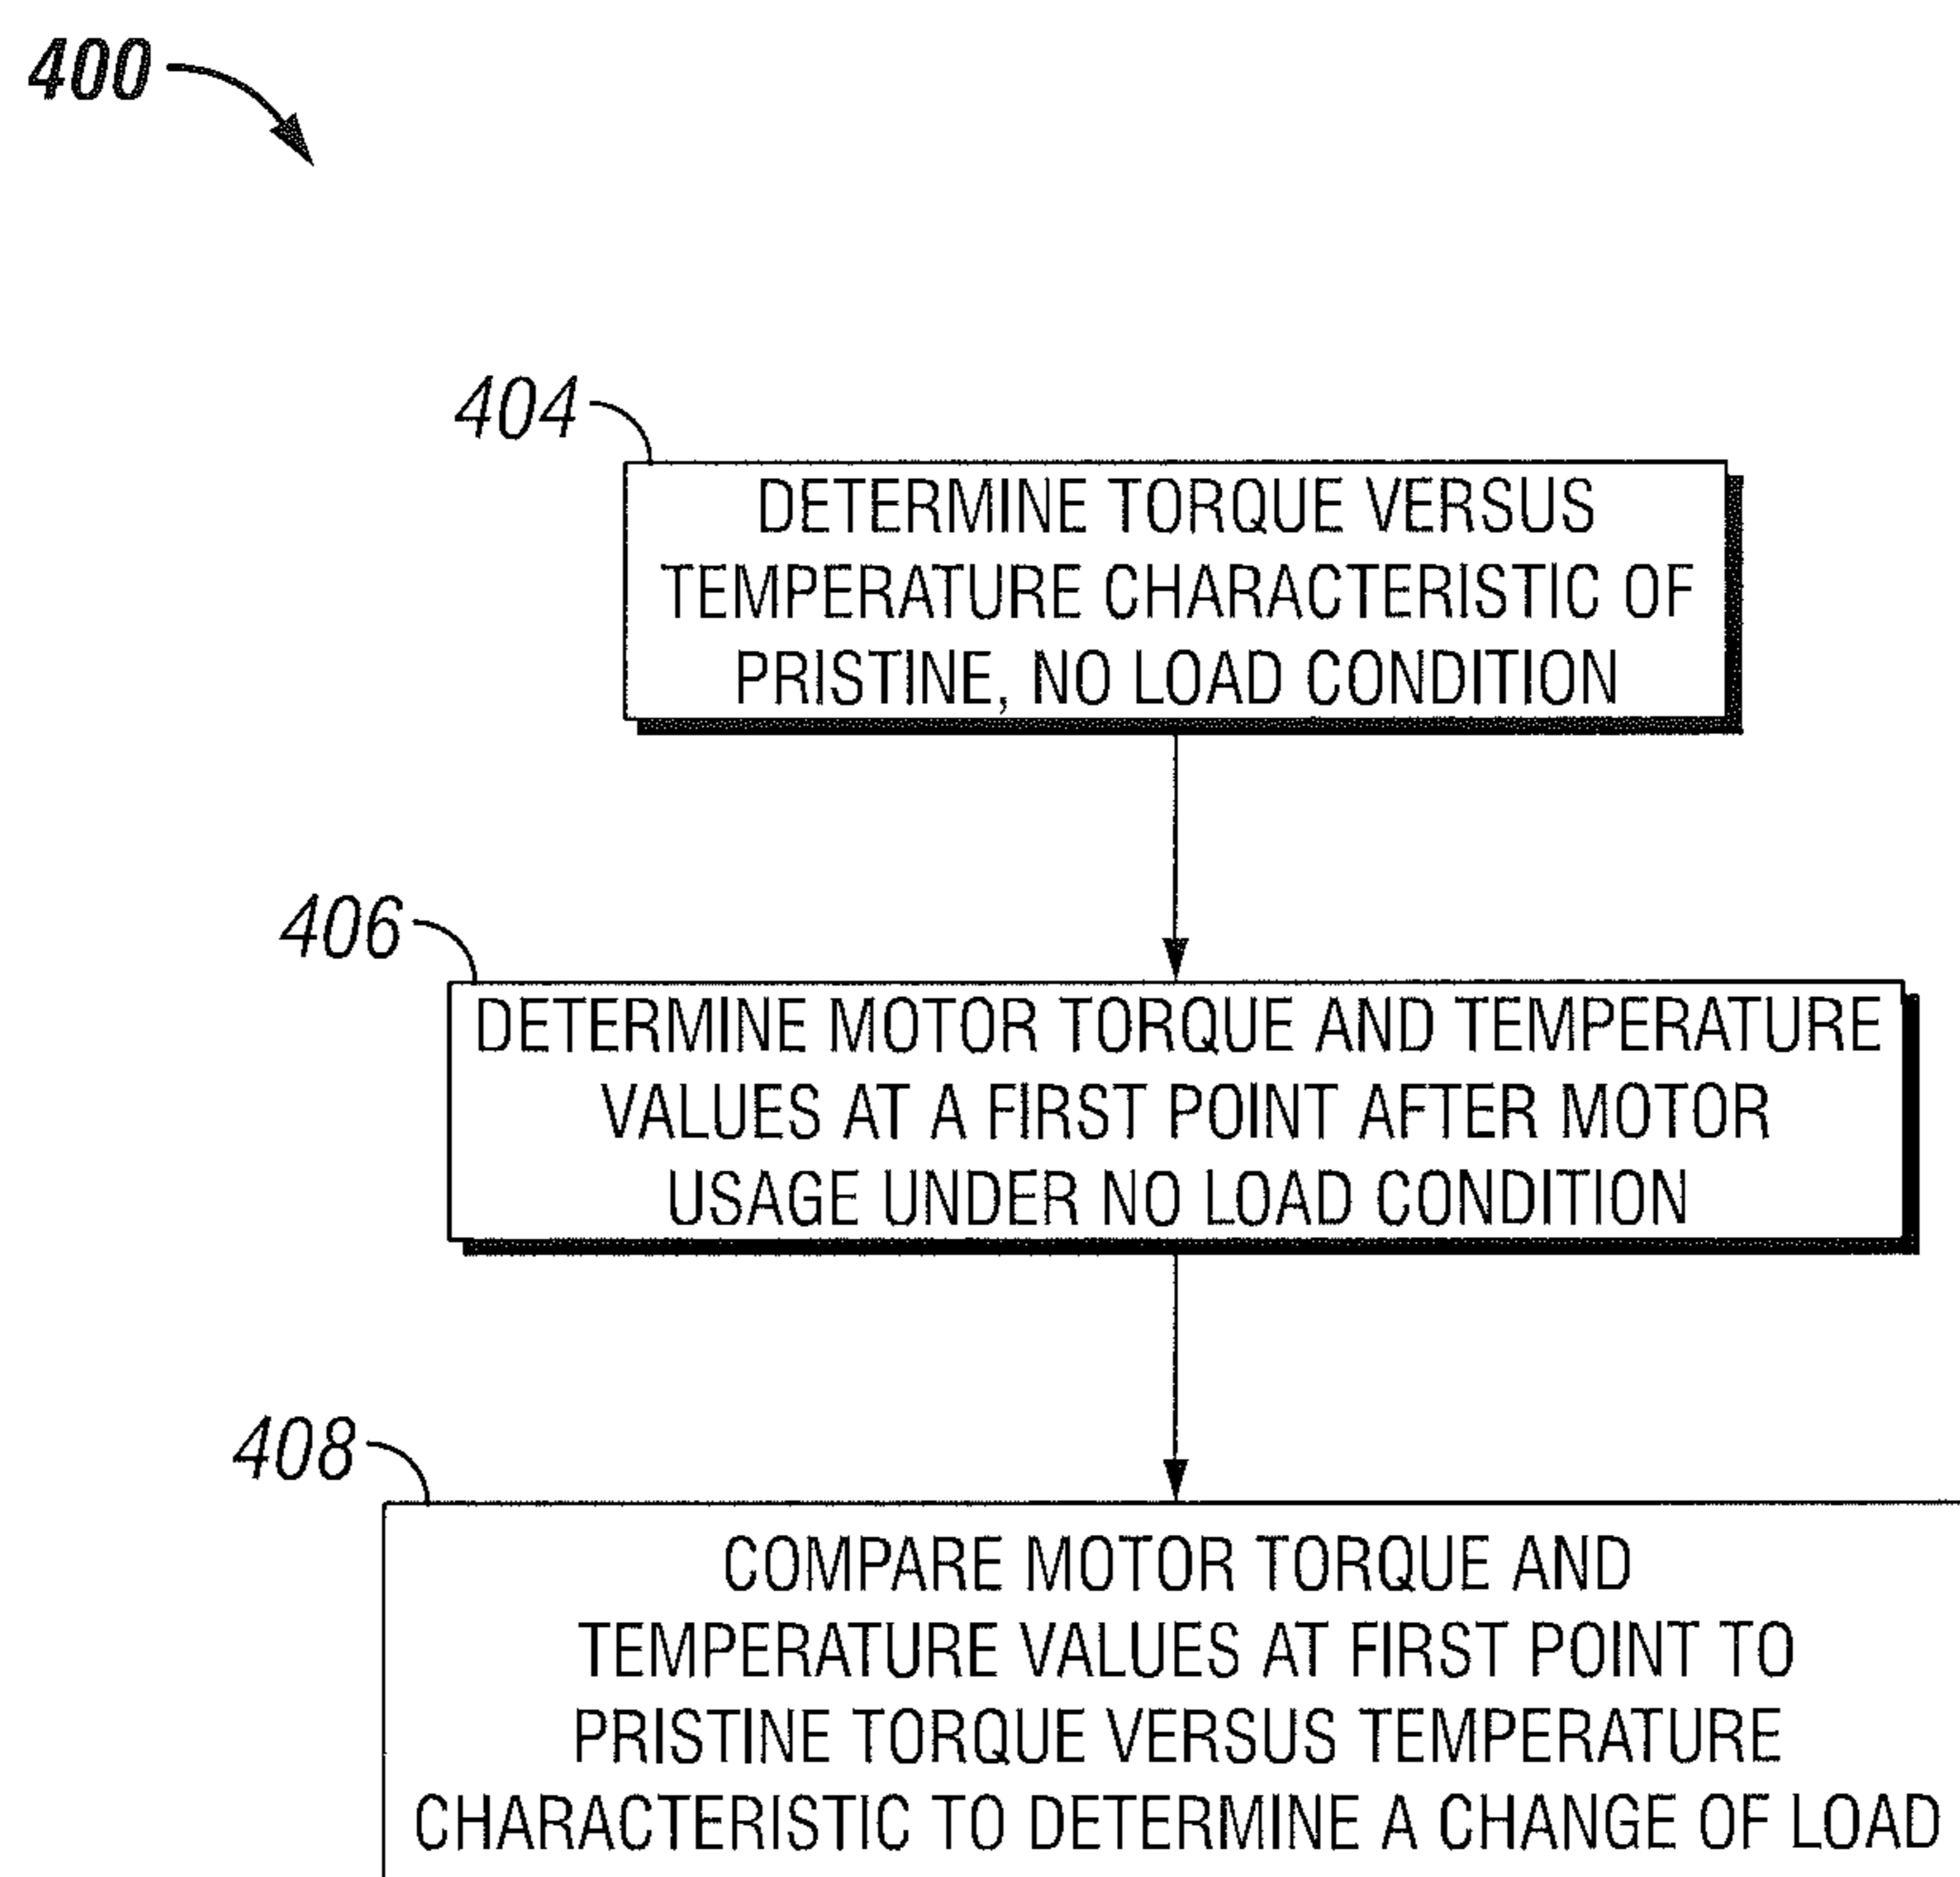 400
404
DETERMINE TORQUE VERSUS
TEMPERATURE CHARACTERISTIC OF
PRISTINE, NO LOAD CONDITION
406
DETERMINE MOTOR TORQUE AND TEMPERATURE
VALUES AT A FIRST POINT AFTER MOTOR
USAGE UNDER NO LOAD CONDITION
408
COMPARE MOTOR TORQUE AND
TEMPERATURE VALUES AT FIRST POINT TO
PRISTINE TORQUE VERSUS TEMPERATURE
CHARACTERISTIC TO DETERMINE A CHANGE OF LOAD